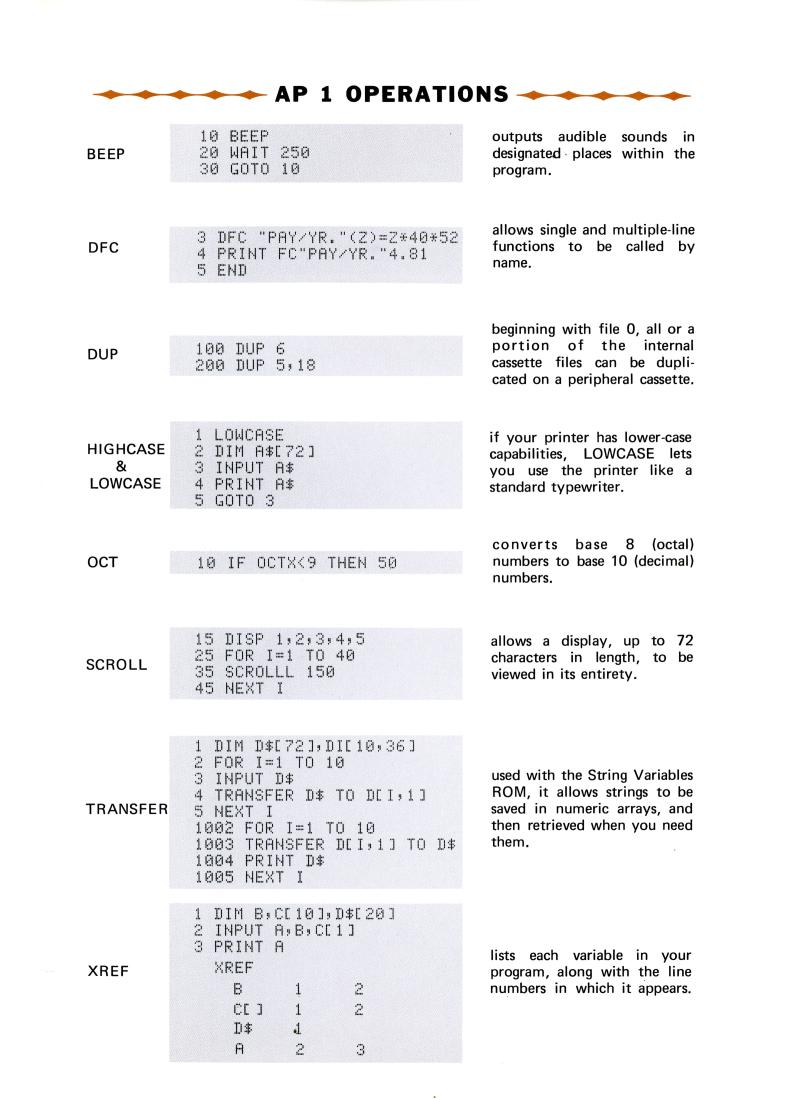 AP 1 OPERATIONS
BEEP
10 BEEP
20 WAIT 250
30 GOTO 10
outputs audible sounds in
designated places within the
program.
DFC
3 DFC "PAY/YR."(Z)=Z*40*52
4 PRINT FC"PAY/YR."4.81
5 END
allows single and multiple-line
functions to be called by
name.
DUP
100 DUP 6
200 DUP 5,18
beginning with file 0, all or a
portion of the internal
cassette files can be dupli-
cated on a peripheral cassette.
HIGHCASE
&
LOWCASE
1 LOWCASE
2 DIM A$[72]
3 INPUT A$
4 PRINT A$
5 GOTO 3
if your printer has lower-case
capabilities, LOWCASE lets
you use the printer like a
standard typewriter.
OCT
10 IF OCTX<9 THEN 50
converts base 8 (octal)
numbers to base 10 (decimal)
numbers.
SCROLL
15 DISP 1,2,3,4,5
25 FOR I=1 TO 40
35 SCROLLL 150
45 NEXT I
allows a display, up to 72
characters in length, to be
viewed in its entirety.
TRANSFER
1 DIM D$[72],DI[10,36]
2 FOR I=1 TO 10
3 INPUT D$
4 TRANSFER D$ TO D[I,1]
5 NEXT I
1002 FOR I=1 TO 10
1003 TRANSFER D[I,1] TO D$
1004 PRINT D$
1005 NEXT I
used with the String Variables
ROM, it allows strings to be
saved in numeric arrays, and
then retrieved when you need
them.
XREF
1 DIM B,C[10],D$[20]
2 INPUT A,B,C[1]
3 PRINT A
XREF
B 1 2
C[ ] 1 2
D$ 1
A 2 3
lists each variable in your
program, along with the line
numbers in which it appears.